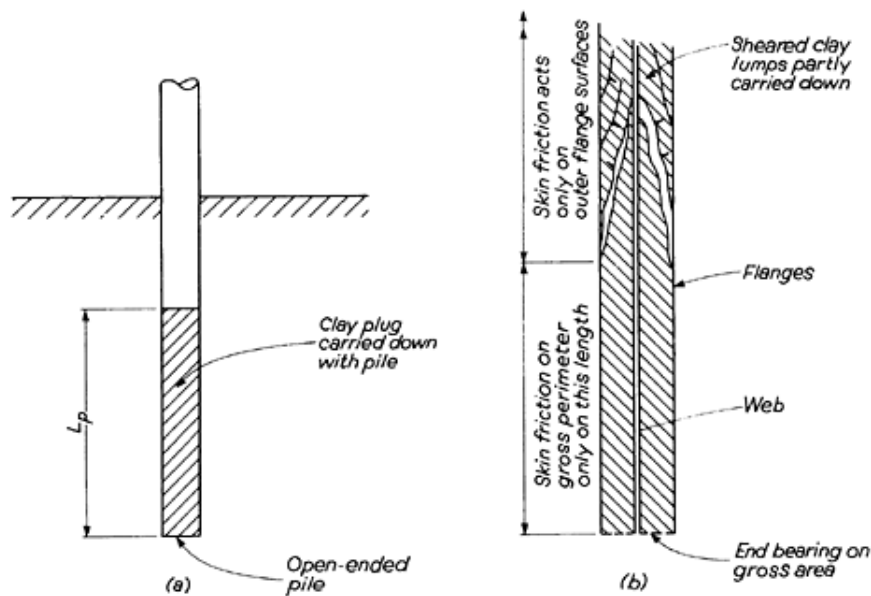 Clay plug
carried down
with pile
Lp
Open-ended
pile
(a)
Skin friction acts
only on
outer flange surfaces
Skin friction on
gross perimeter
only on this length
Sheared clay
lumps partly
carried down
Flanges
Web
End bearing on
gross area
(b)